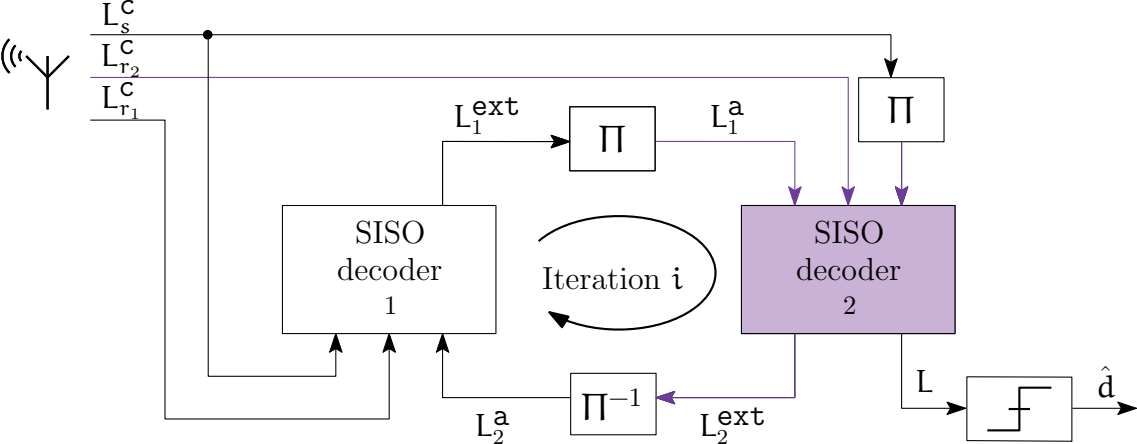 L_s^c
L_{r_2}^c
L_{r_1}^c
L_1^{ext}
Π
L_1^a
Π
SISO
decoder
1
Iteration i
SISO
decoder
2
L_2^a
Π^{-1}
L_2^{ext}
L
d̂